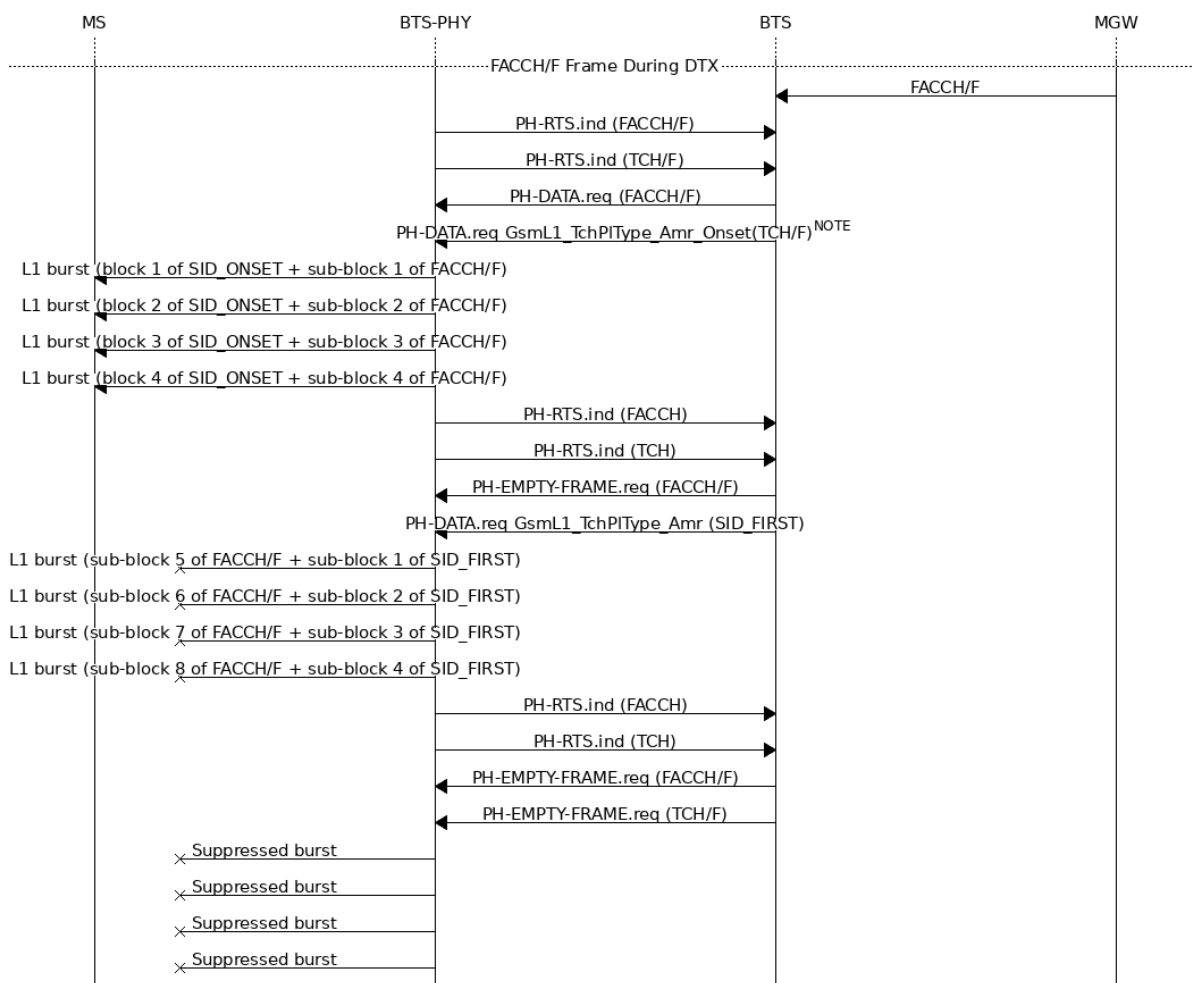 MS BTS-PHY BTS MGW
FACCH/F Frame During DTX
FACCH/F
PH-RTS.ind (FACCH/F)
PH-RTS.ind (TCH/F)
PH-DATA.req (FACCH/F)
PH-DATA.req GsmL1_TchPlType_Amr_Onset(TCH/F) NOTE
L1 burst (block 1 of SID_ONSET + sub-block 1 of FACCH/F)
L1 burst (block 2 of SID_ONSET + sub-block 2 of FACCH/F)
L1 burst (block 3 of SID_ONSET + sub-block 3 of FACCH/F)
L1 burst (block 4 of SID_ONSET + sub-block 4 of FACCH/F)
PH-RTS.ind (FACCH)
PH-RTS.ind (TCH)
PH-EMPTY-FRAME.req (FACCH/F)
PH-DATA.req GsmL1_TchPlType_Amr (SID_FIRST)
L1 burst (sub-block 5 of FACCH/F + sub-block 1 of SID_FIRST)
L1 burst (sub-block 6 of FACCH/F + sub-block 2 of SID_FIRST)
L1 burst (sub-block 7 of FACCH/F + sub-block 3 of SID_FIRST)
L1 burst (sub-block 8 of FACCH/F + sub-block 4 of SID_FIRST)
PH-RTS.ind (FACCH)
PH-RTS.ind (TCH)
PH-EMPTY-FRAME.req (FACCH/F)
PH-EMPTY-FRAME.req (TCH/F)
Suppressed burst
Suppressed burst
Suppressed burst
Suppressed burst